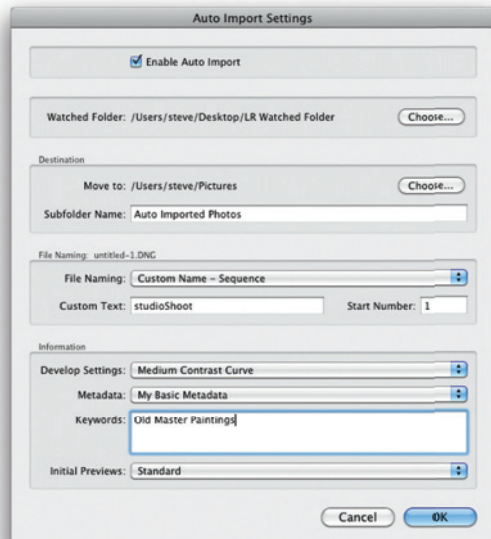 Auto Import Settings
Enable Auto Import
Watched Folder: /Users/steve/Desktop/LR Watched Folder
Choose...
Destination
Move to: /Users/steve/Pictures
Choose...
Subfolder Name: Auto Imported Photos
File Naming: untitled-1.DNG
File Naming: Custom Name – Sequence
Custom Text: studioShoot
Start Number: 1
Information
Develop Settings: Medium Contrast Curve
Metadata: My Basic Metadata
Keywords: Old Master Paintings
Initial Previews: Standard
Cancel
OK